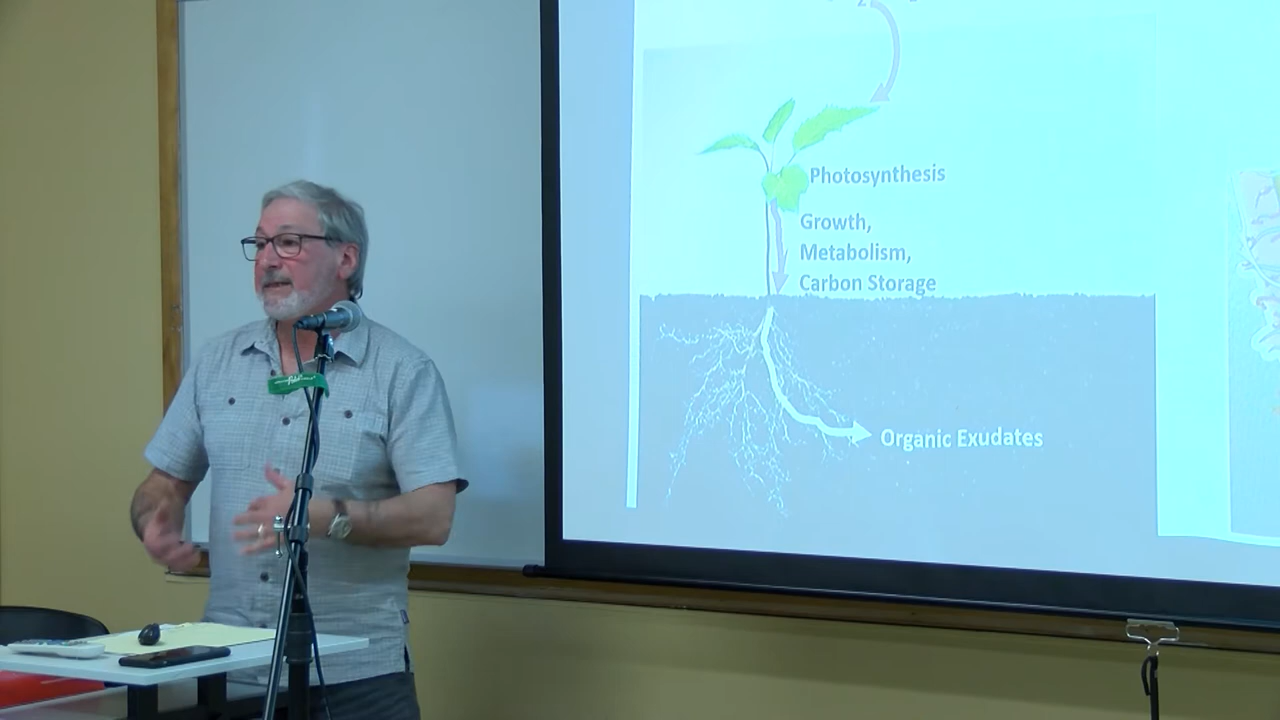 Photosynthesis
Growth,
Metabolism,
Carbon Storage
Organic Exudates